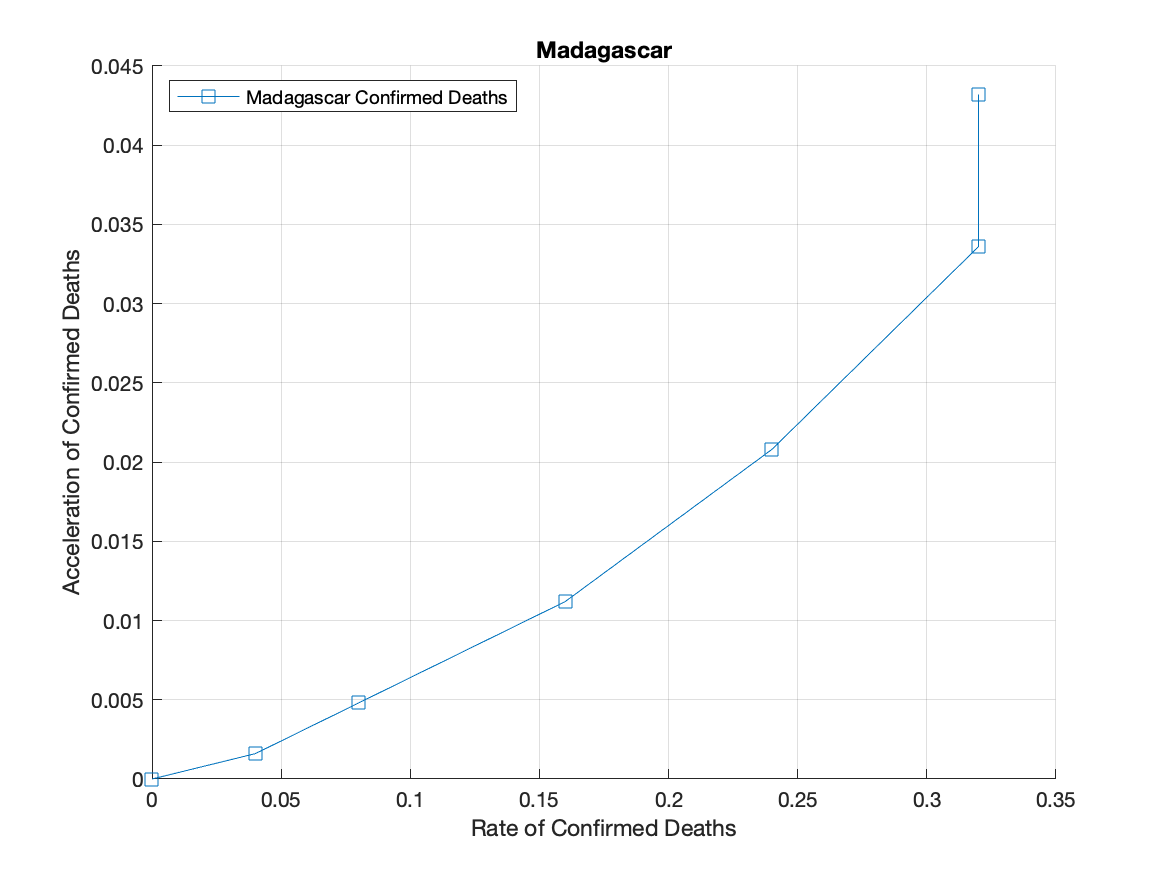 Madagascar
Madagascar Confirmed Deaths
0.045
0.04
0.035
0.03
0.025
0.02
0.015
0.01
0.005
0
Acceleration of Confirmed Deaths
0 0.05 0.1 0.15 0.2 0.25 0.3 0.35
Rate of Confirmed Deaths